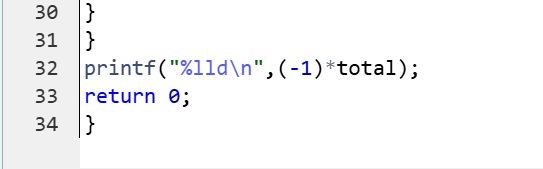 30 }
31 }
32 printf("%lld\n",(-1)*total);
33 return 0;
34 }